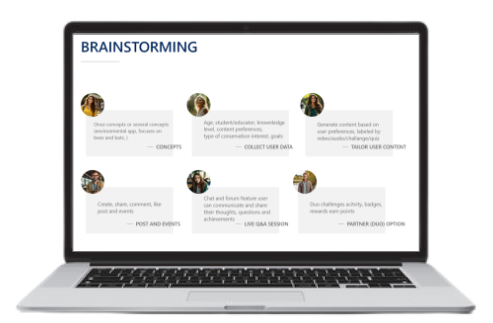 BRAINSTORMING
(Two concepts or several concepts
(environmental app, focuses on
bees and bats, )
— CONCEPTS
Age, student/educator, knowledge
level, content preferences,
type of conservation interest, goals
— COLLECT USER DATA
Generate content based on
user preferences, labeled by
video/audio/challange/quiz
— TAILOR USER CONTENT
Create, share, comment, like
post and events
— POST AND EVENTS
Chat and forum feature user
can communicate and share
their thoughts, questions and
achievements
— LIVE Q&A SESSION
Duo challenges activity, badges,
rewards earn points
— PARTNER (DUO) OPTION